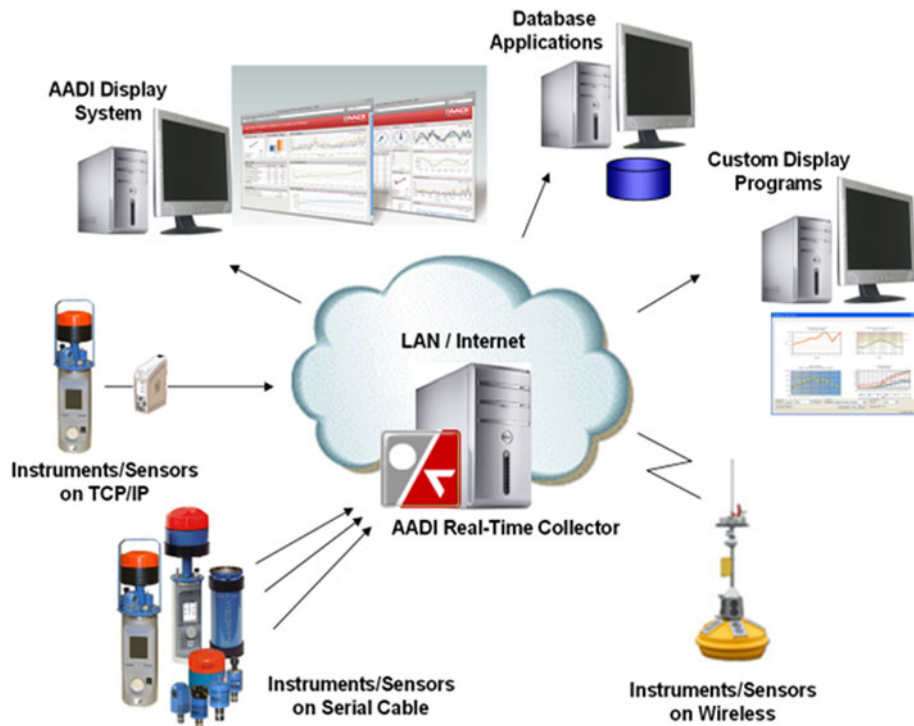 Database
Applications
AADI Display
System
Custom Display
Programs
LAN / Internet
Instruments/Sensors
on TCP/IP
AADI Real-Time Collector
Instruments/Sensors
on Serial Cable
Instruments/Sensors
on Wireless